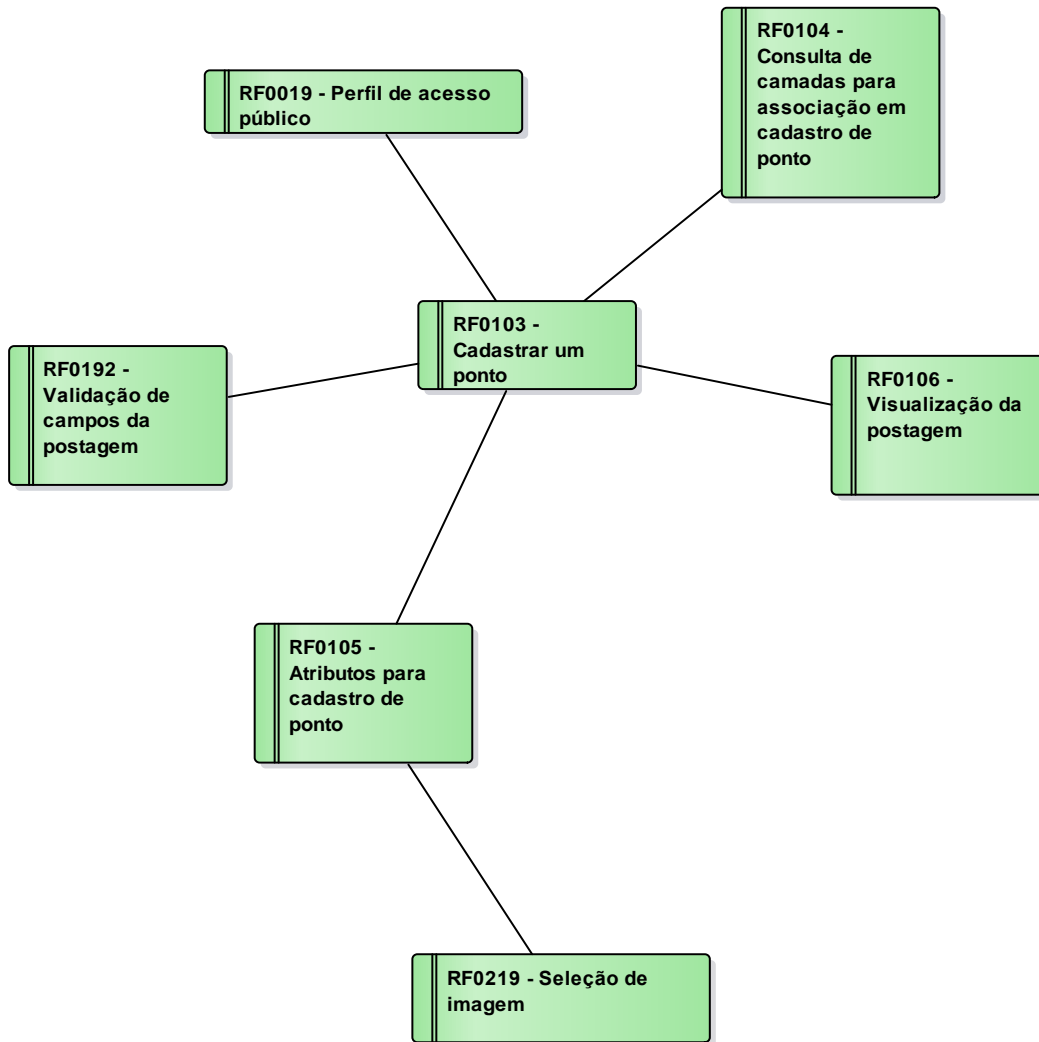 RF0104 -
Consulta de
camadas para
associação em
cadastro de
ponto
RF0019 - Perfil de acesso
público
RF0103 -
Cadastrar um
ponto
RF0192 -
Validação de
campos da
postagem
RF0106 -
Visualização da
postagem
RF0105 -
Atributos para
cadastro de
ponto
RF0219 - Seleção de
imagem